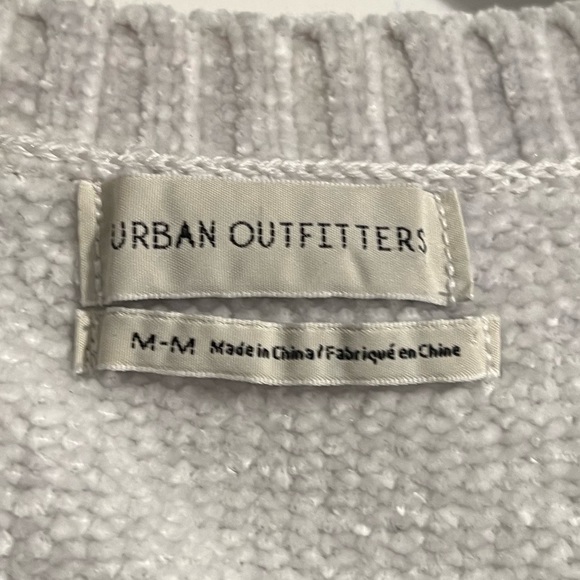 URBAN OUTFITTERS
M-M Made in China / Fabriqué en Chine